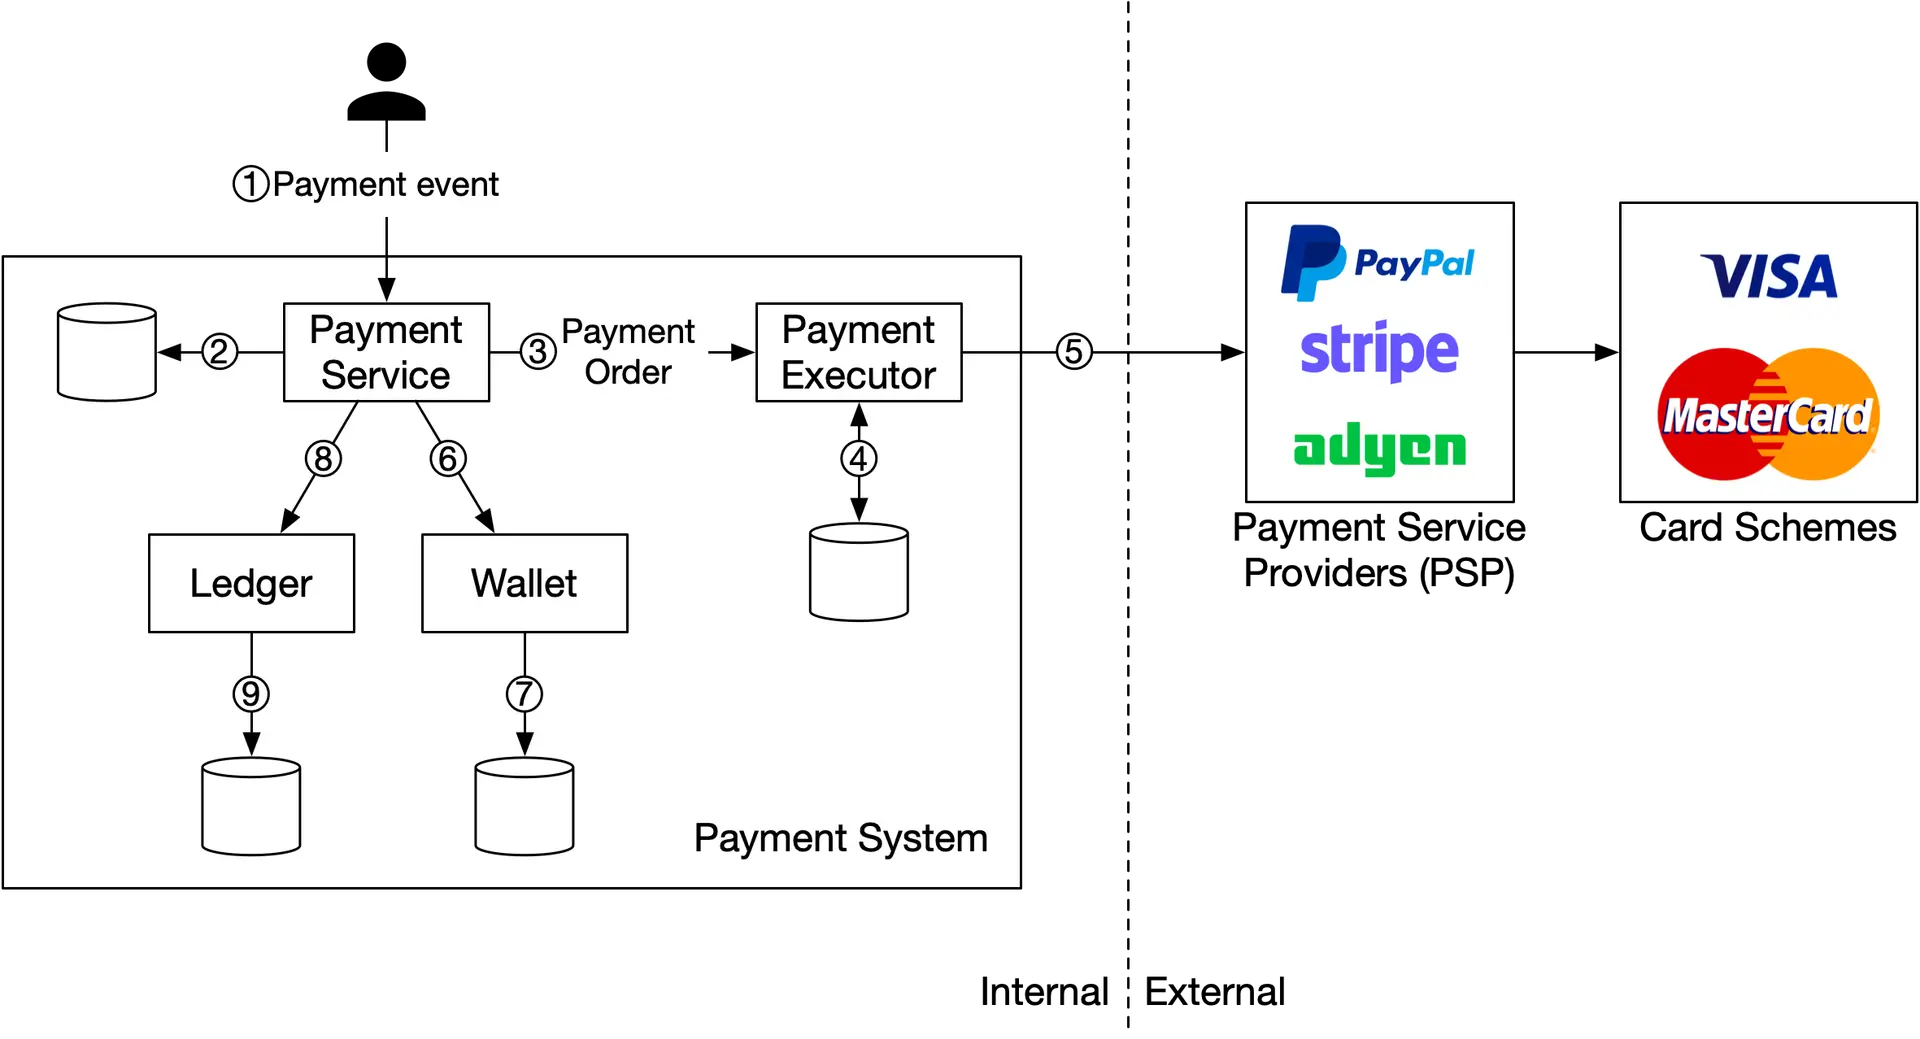 ①Payment event
②
Payment
Service
③ Payment
Order
Payment
Executor
⑤
⑧
⑥
④
Ledger
Wallet
⑨
⑦
Payment System
PayPal
stripe
adyen
Payment Service
Providers (PSP)
VISA
MasterCard
Card Schemes
Internal
External